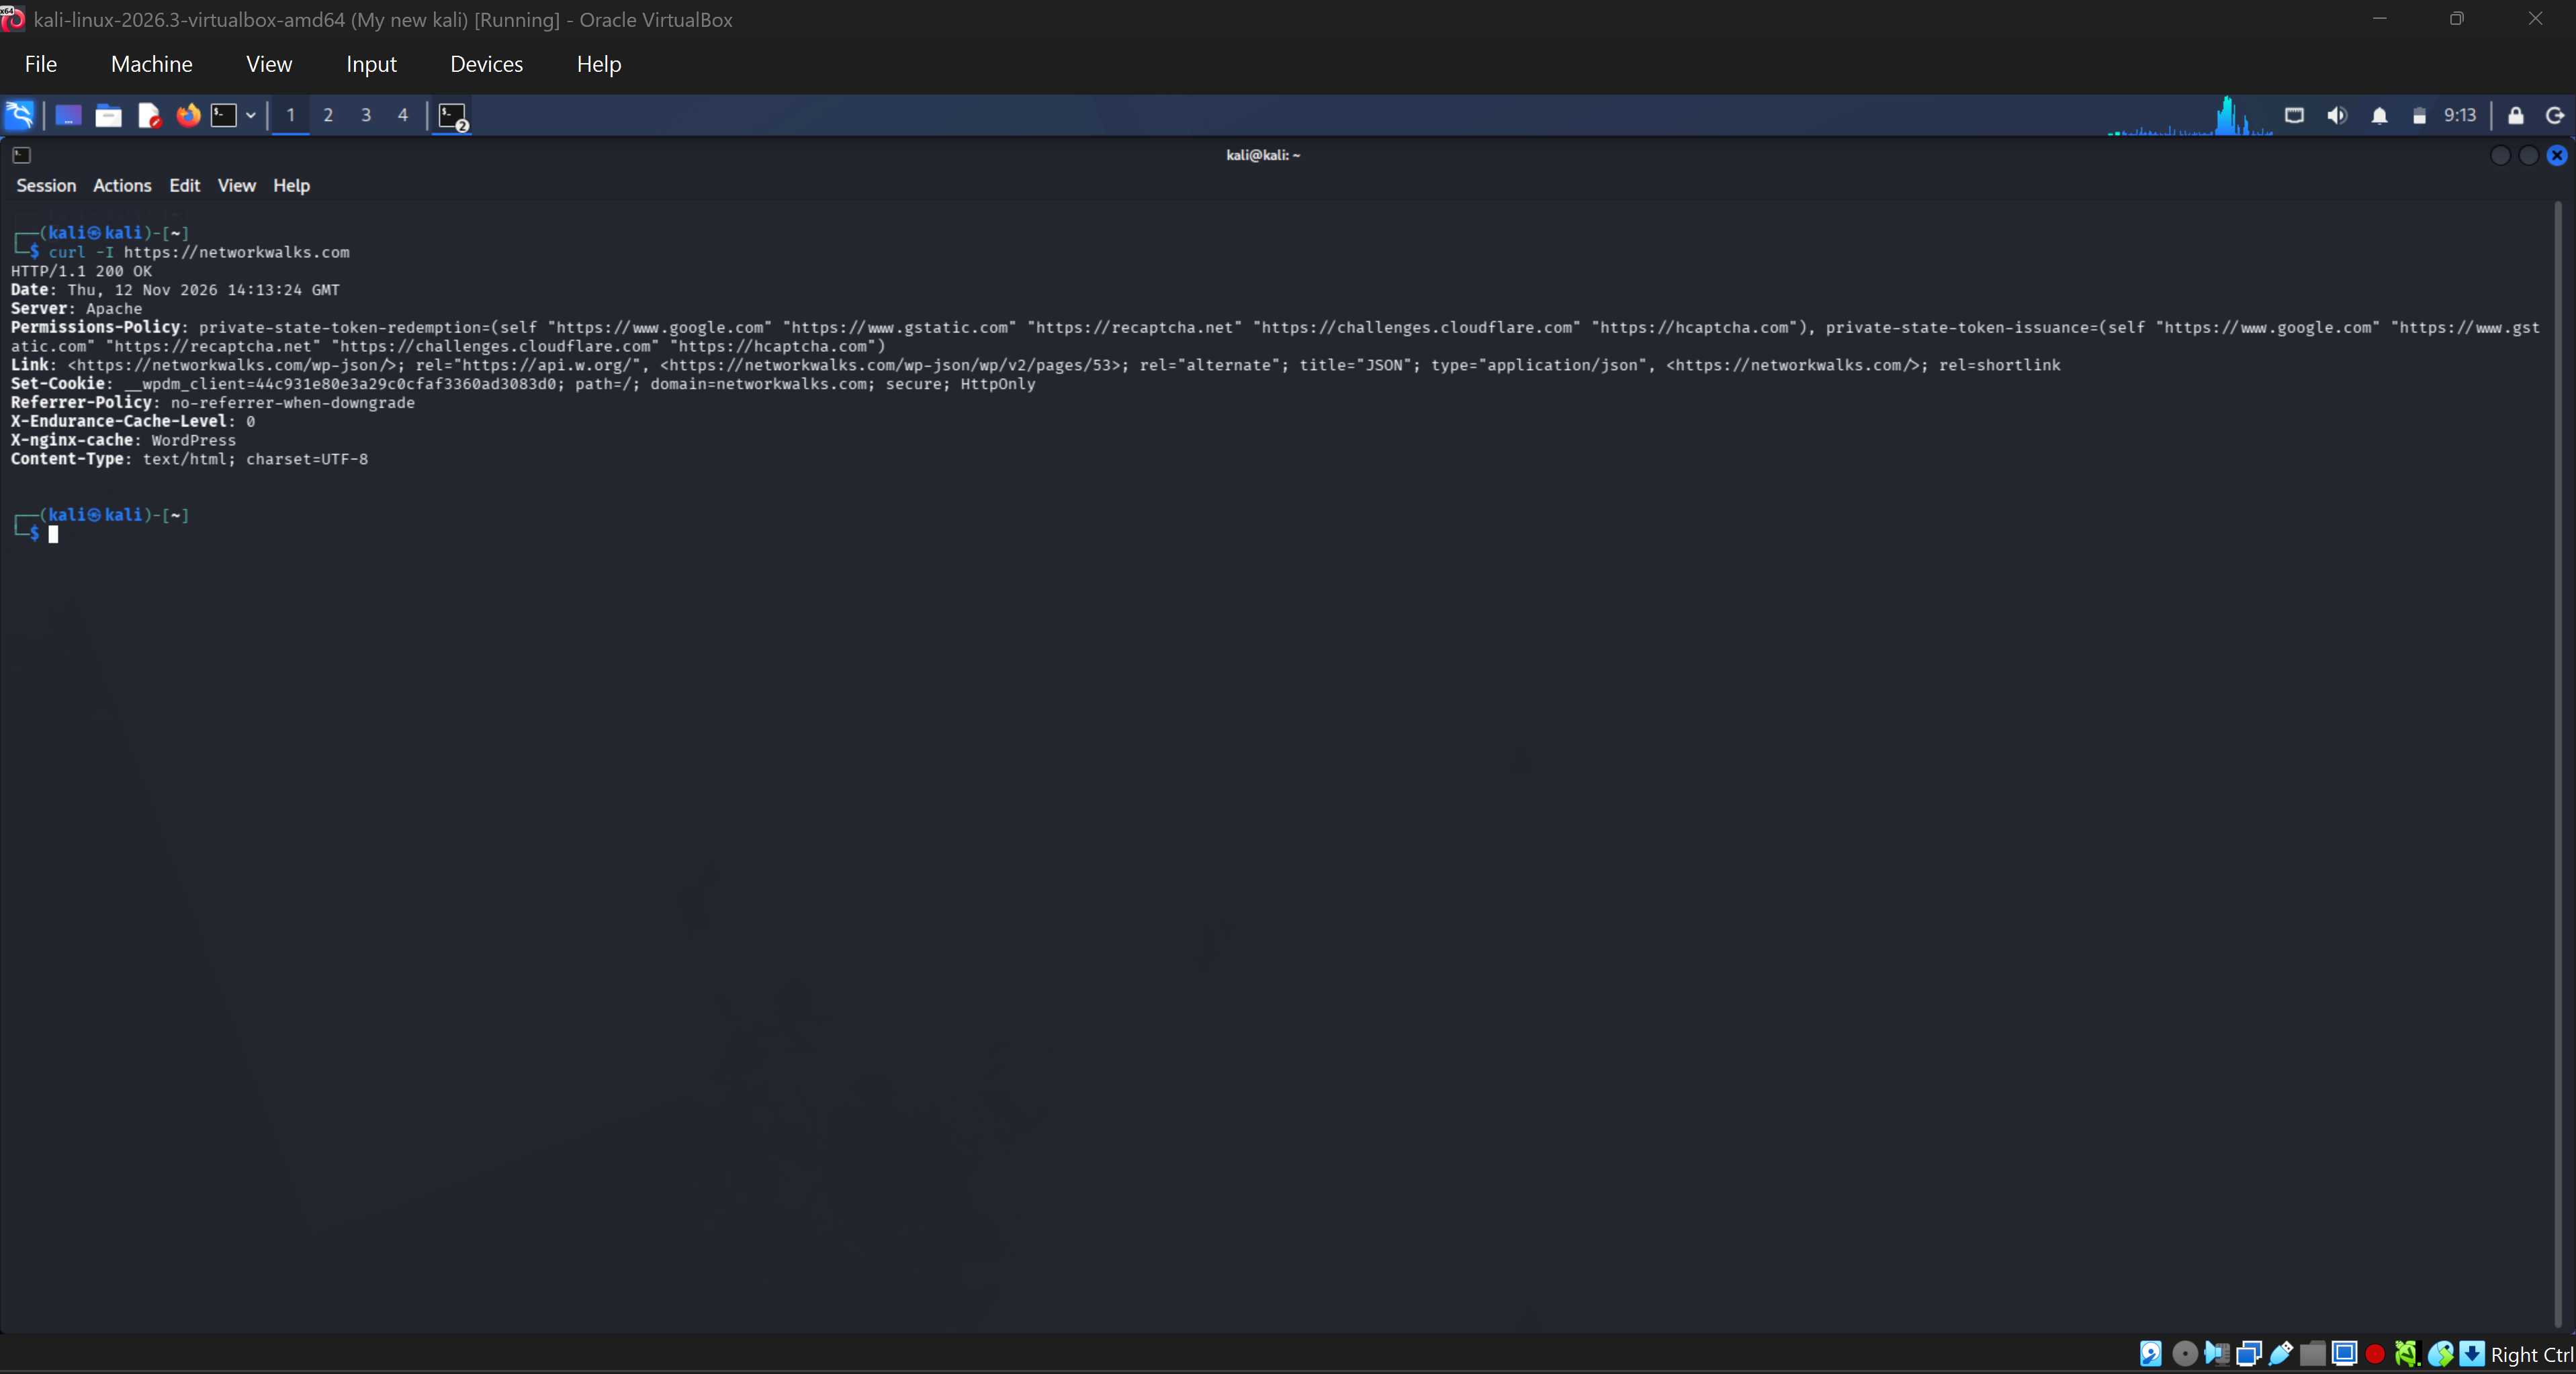 kali-linux-2026.3-virtualbox-amd64 (My new kali) [Running] - Oracle VirtualBox
File Machine View Input Devices Help
1 2 3 4 2 9:13
kali@kali: ~
Session Actions Edit View Help
┌──(kali㉿kali)-[~]
└─$ curl -I https://networkwalks.com
HTTP/1.1 200 OK
Date: Thu, 12 Nov 2026 14:13:24 GMT
Server: Apache
Permissions-Policy: private-state-token-redemption=(self "https://www.google.com" "https://www.gstatic.com" "https://recaptcha.net" "https://challenges.cloudflare.com" "https://hcaptcha.com"), private-state-token-issuance=(self "https://www.google.com" "https://www.gst
atic.com" "https://recaptcha.net" "https://challenges.cloudflare.com" "https://hcaptcha.com")
Link: <https://networkwalks.com/wp-json/>; rel="https://api.w.org/", <https://networkwalks.com/wp-json/wp/v2/pages/53>; rel="alternate"; title="JSON"; type="application/json", <https://networkwalks.com/>; rel=shortlink
Set-Cookie: __wpdm_client=44c931e80e3a29c0cfaf3360ad3083d0; path=/; domain=networkwalks.com; secure; HttpOnly
Referrer-Policy: no-referrer-when-downgrade
X-Endurance-Cache-Level: 0
X-nginx-cache: WordPress
Content-Type: text/html; charset=UTF-8
┌──(kali㉿kali)-[~]
└─$
Right Ctrl